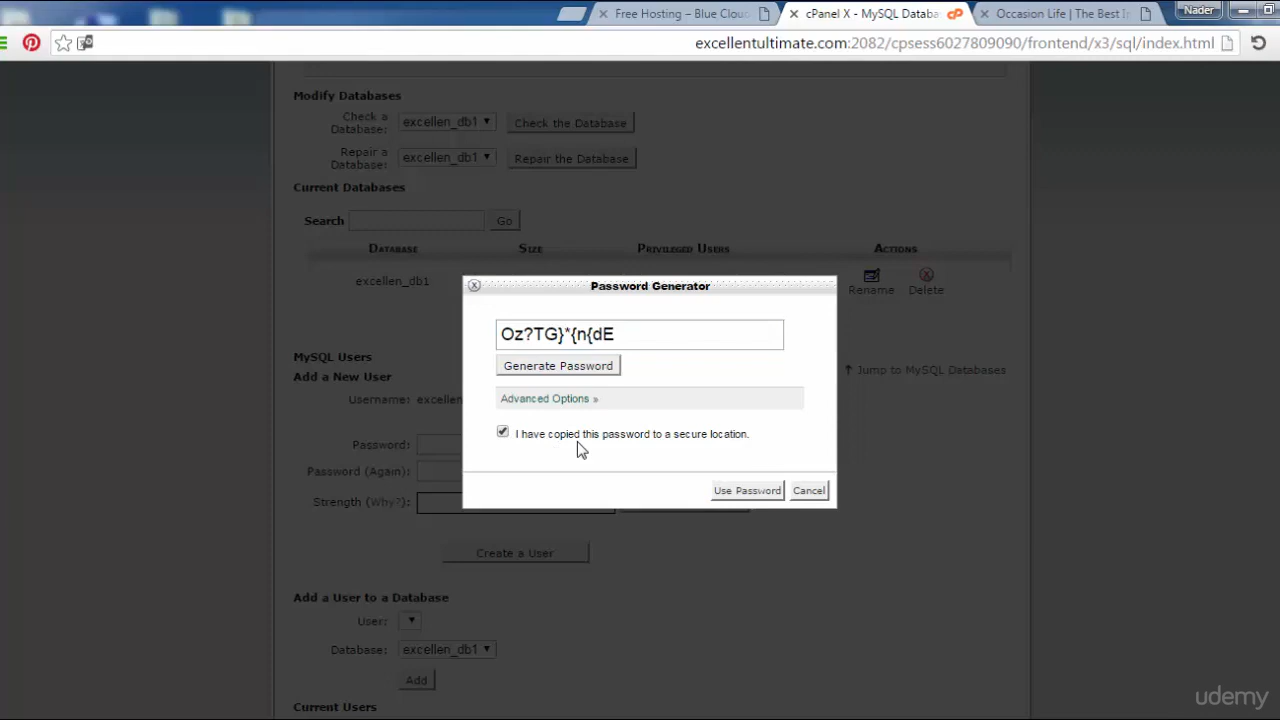 Free Hosting – Blue Clou
cPanel X - MySQL Databa
Occasion Life | The Best I
Nader
excellentultimate.com:2082/cpsess6027809090/frontend/x3/sql/index.html
Modify Databases
Check a Database: excellen_db1 Check the Database
Repair a Database: excellen_db1 Repair the Database
Current Databases
Search Go
Database Size Privileged Users Actions
excellen_db1 Rename Delete
Password Generator
Oz?TG}*{n{dE
Generate Password
Advanced Options »
I have copied this password to a secure location.
Use Password Cancel
MySQL Users
Add a New User
Jump to MySQL Databases
Username: excellen
Password:
Password (Again):
Strength (Why?):
Create a User
Add a User to a Database
User:
Database: excellen_db1
Add
Current Users
udemy